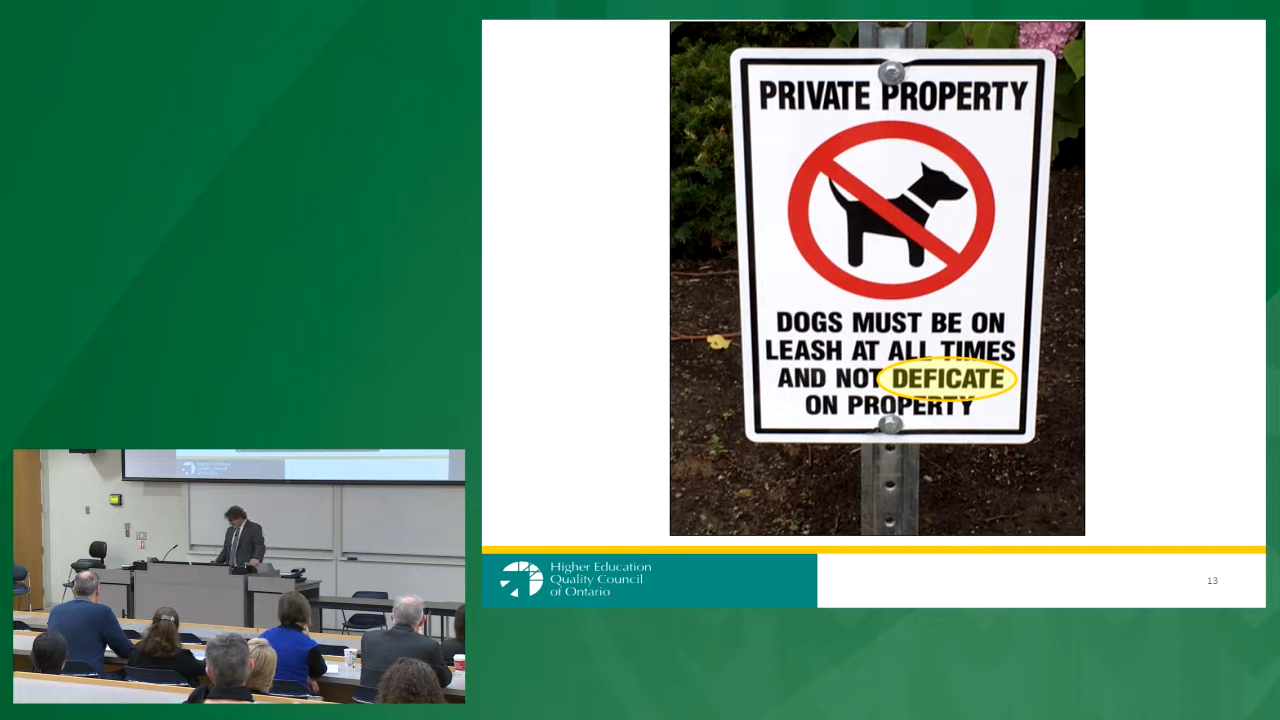 PRIVATE PROPERTY
DOGS MUST BE ON
LEASH AT ALL TIMES
AND NOT DEFICATE
ON PROPERTY
Higher Education
Quality Council
of Ontario
13